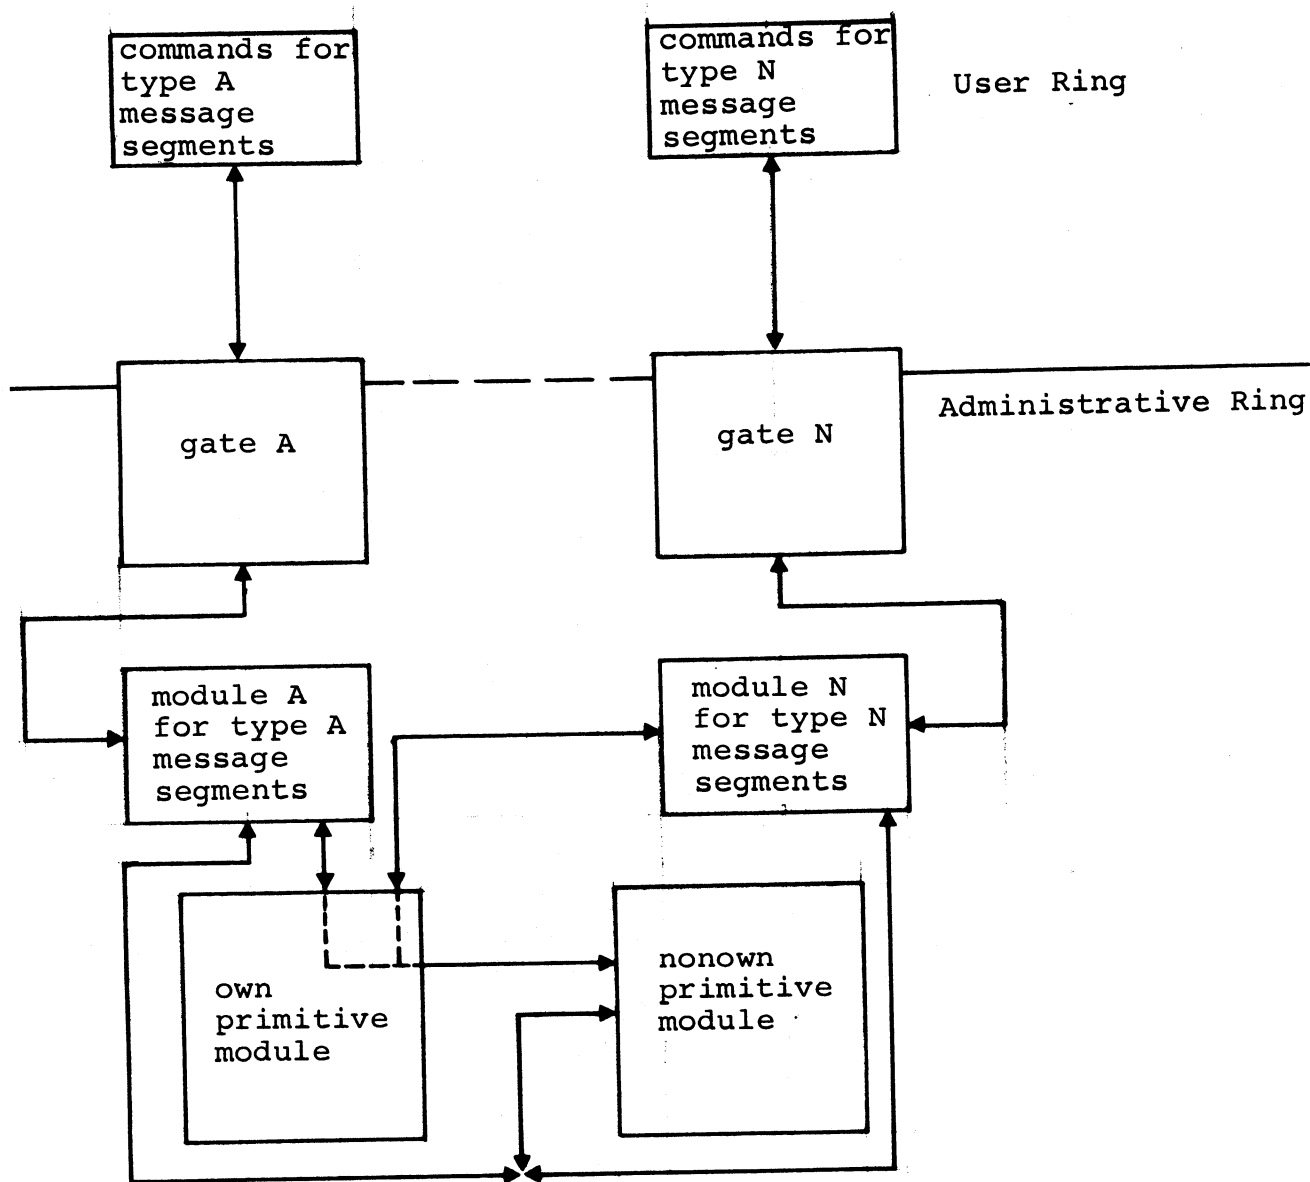 commands for
type A
message
segments
commands for
type N
message
segments
User Ring
Administrative Ring
gate A
gate N
module A
for type A
message
segments
module N
for type N
message
segments
own
primitive
module
nonown
primitive
module